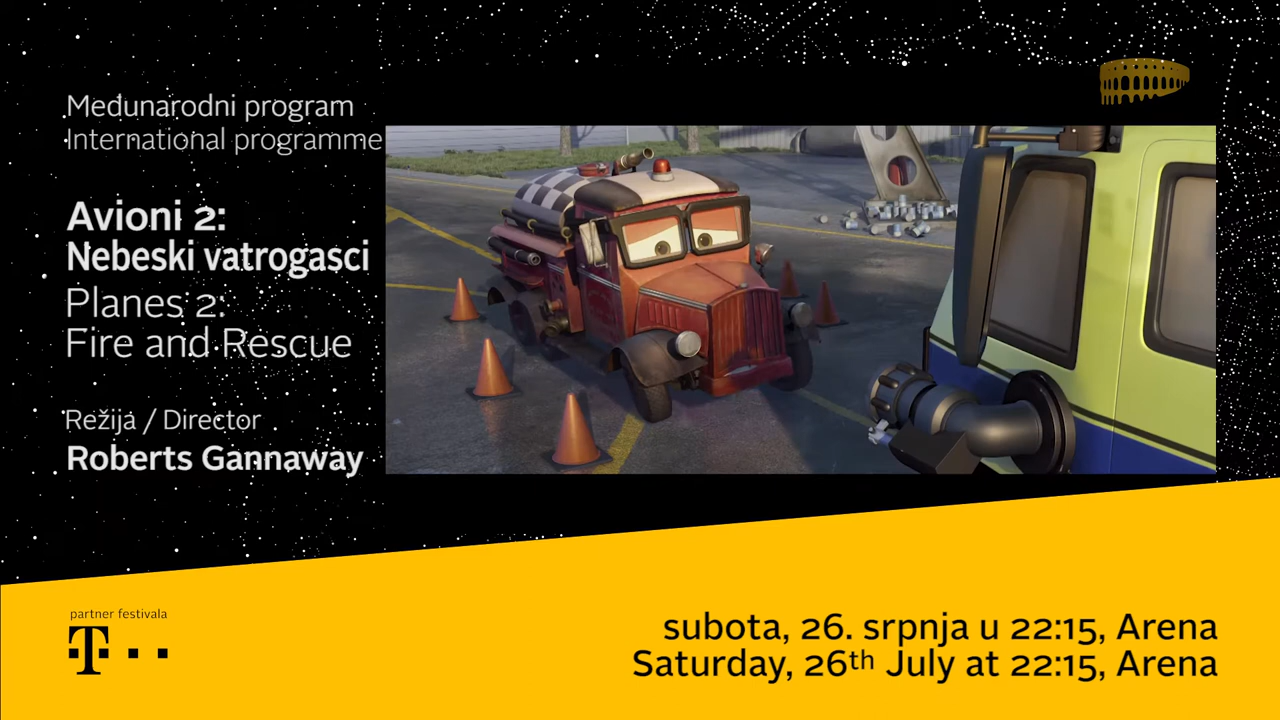 Međunarodni program
International programme
Avioni 2:
Nebeski vatrogasci
Planes 2:
Fire and Rescue
Režija / Director
Roberts Gannaway
partner festivala
T
subota, 26. srpnja u 22:15, Arena
Saturday, 26th July at 22:15, Arena